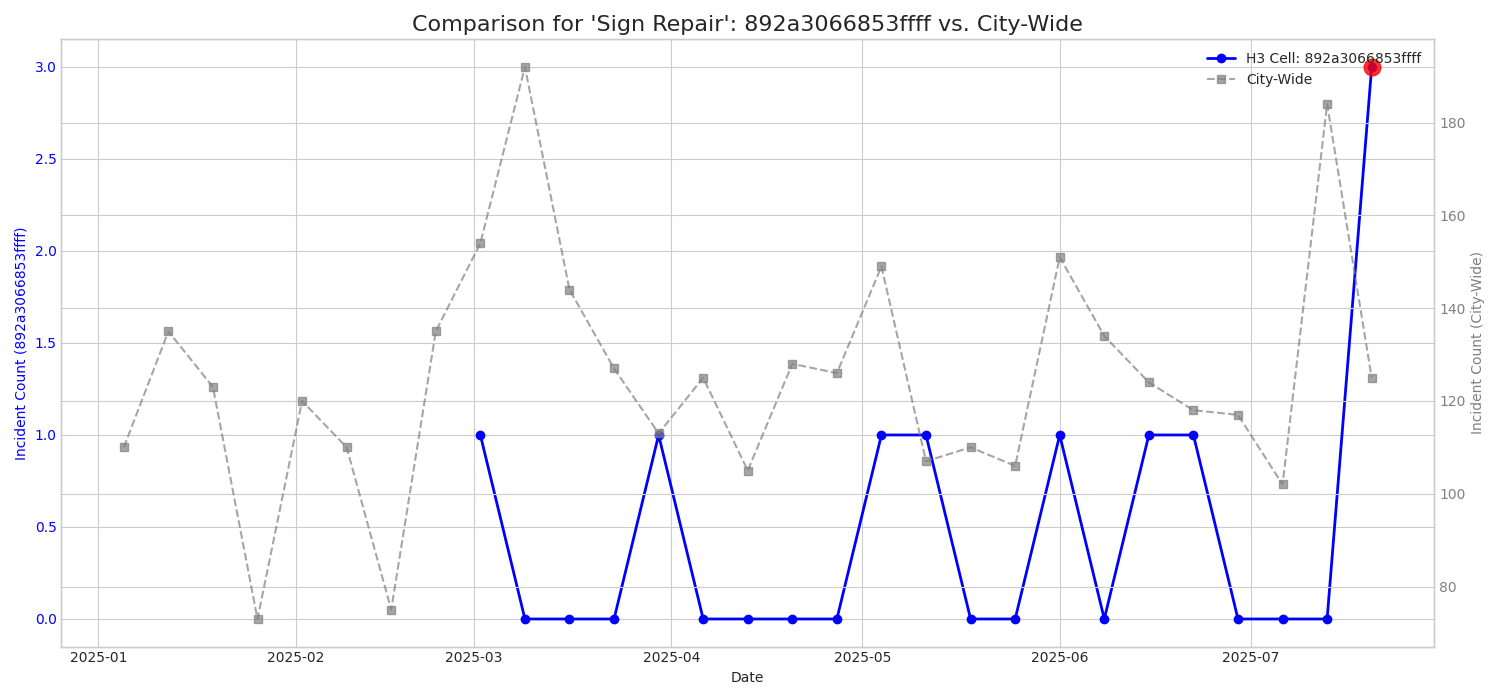 Comparison for 'Sign Repair': 892a3066853ffff vs. City-Wide
H3 Cell: 892a3066853ffff
City-Wide
Incident Count (892a3066853ffff)
3.0
2.5
2.0
1.5
1.0
0.5
0.0
Incident Count (City-Wide)
180
160
140
120
100
80
2025-01 2025-02 2025-03 2025-04 2025-05 2025-06 2025-07
Date